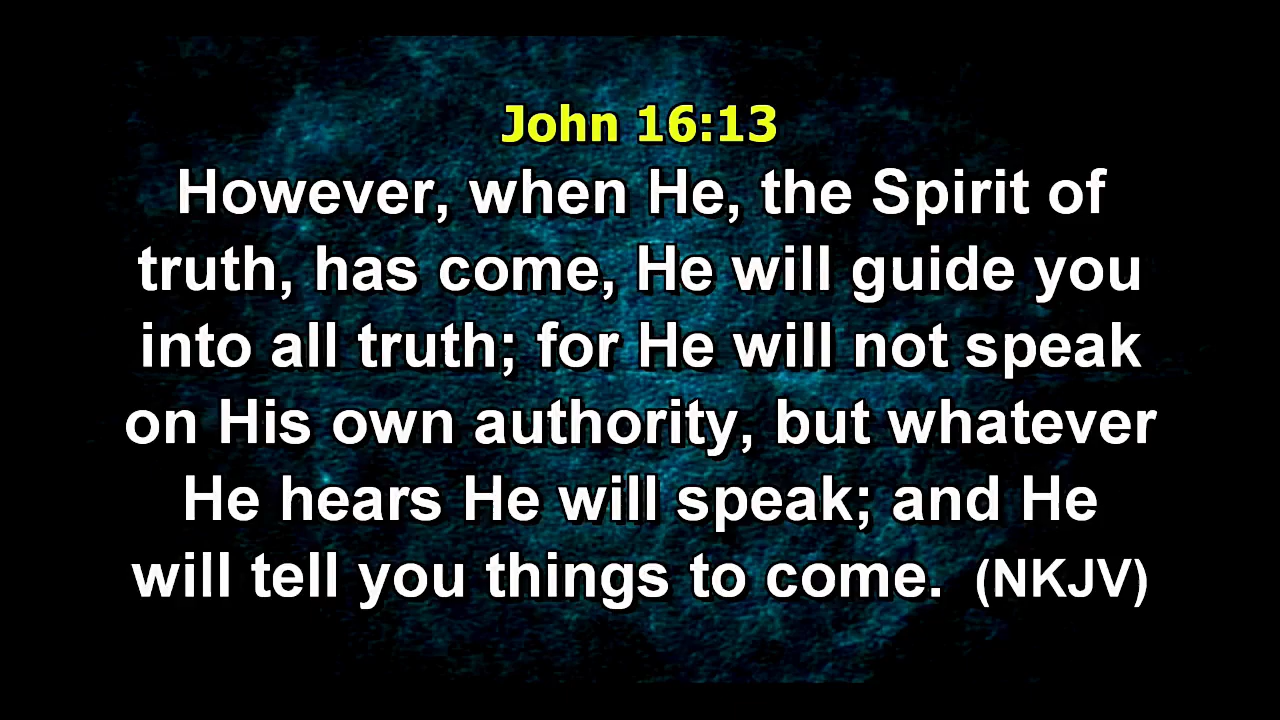 John 16:13
However, when He, the Spirit of
truth, has come, He will guide you
into all truth; for He will not speak
on His own authority, but whatever
He hears He will speak; and He
will tell you things to come. (NKJV)